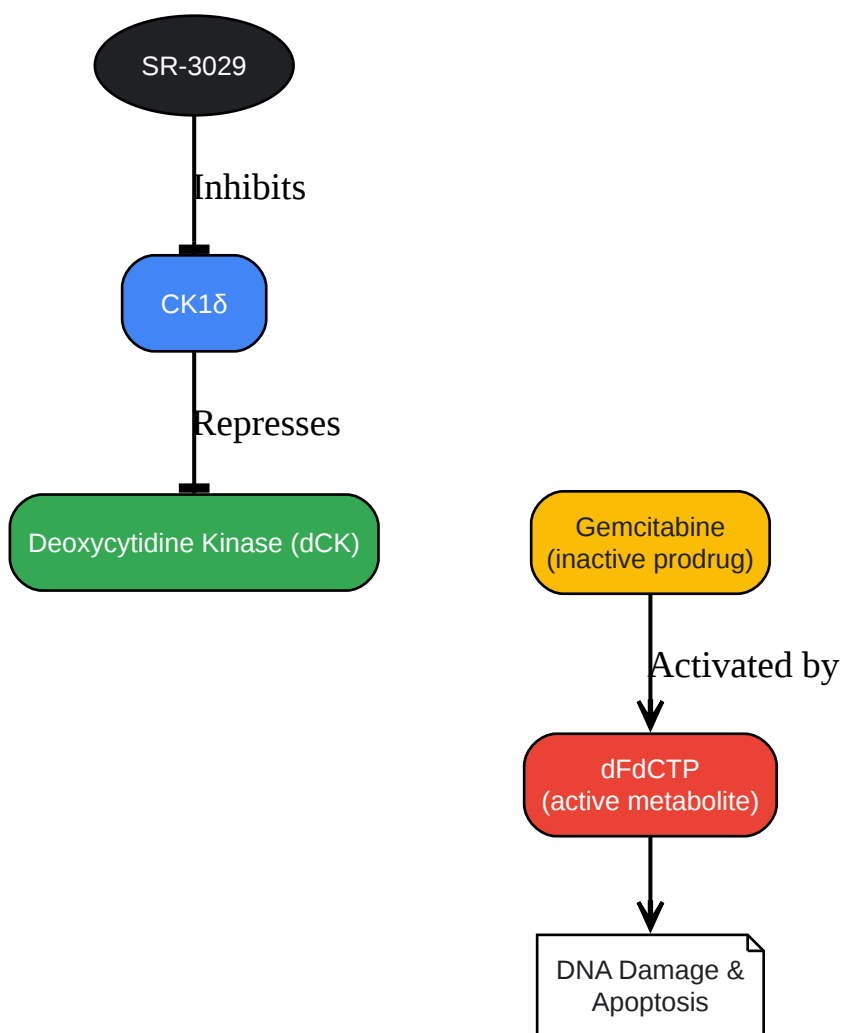 SR-3029
Inhibits
CK1δ
Represses
Deoxycytidine Kinase (dCK)
Gemcitabine
(inactive prodrug)
Activated by
dFdCTP
(active metabolite)
DNA Damage &
Apoptosis